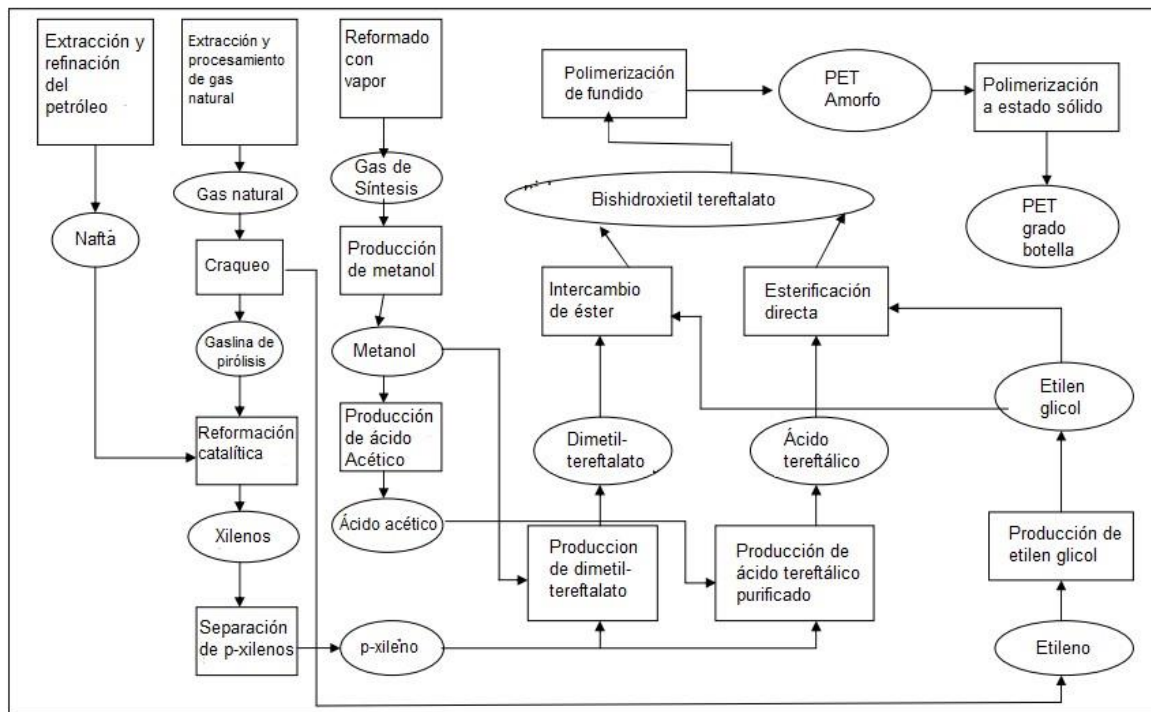 Extracción y
refinación
del
petróleo
Extracción y
procesamiento
de gas
natural
Reformado
con
vapor
Polimerización
de fundido
PET
Amorfo
Polimerización
a estado sólido
Gas natural
Gas de
Síntesis
Bishidroxietil tereftalato
PET
grado
botella
Nafta
Craqueo
Producción
de metanol
Intercambio
de éster
Esterificación
directa
Gaslina de
pirólisis
Metanol
Etilen
glicol
Reformación
catalítica
Producción
de ácido
Acético
Dimetil-
tereftalato
Ácido
tereftálico
Xilenos
Ácido acético
Produccion
de dimetil-
tereftalato
Producción de
ácido tereftálico
purificado
Producción de
etilen glicol
Separación
de p-xilenos
p-xileno
Etileno